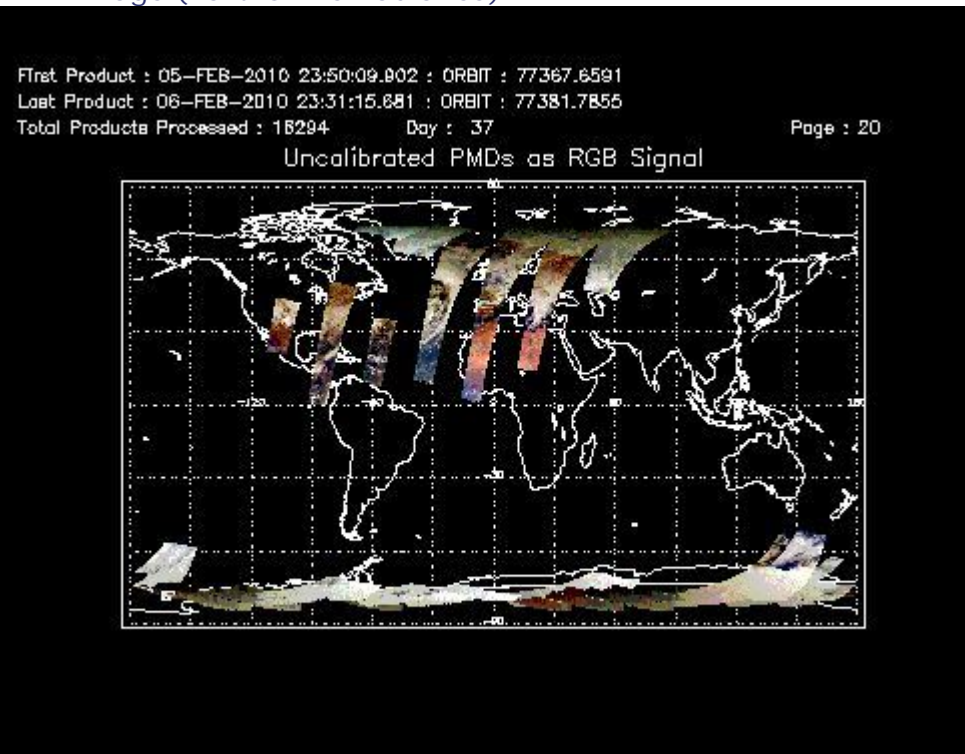 First Product : 05-FEB-2010 23:50:09.902 : ORBIT : 77367.6591
Last Product : 06-FEB-2010 23:31:15.681 : ORBIT : 77381.7855
Total Products Processed : 16294 Day : 37 Page : 20
Uncalibrated PMDs as RGB Signal